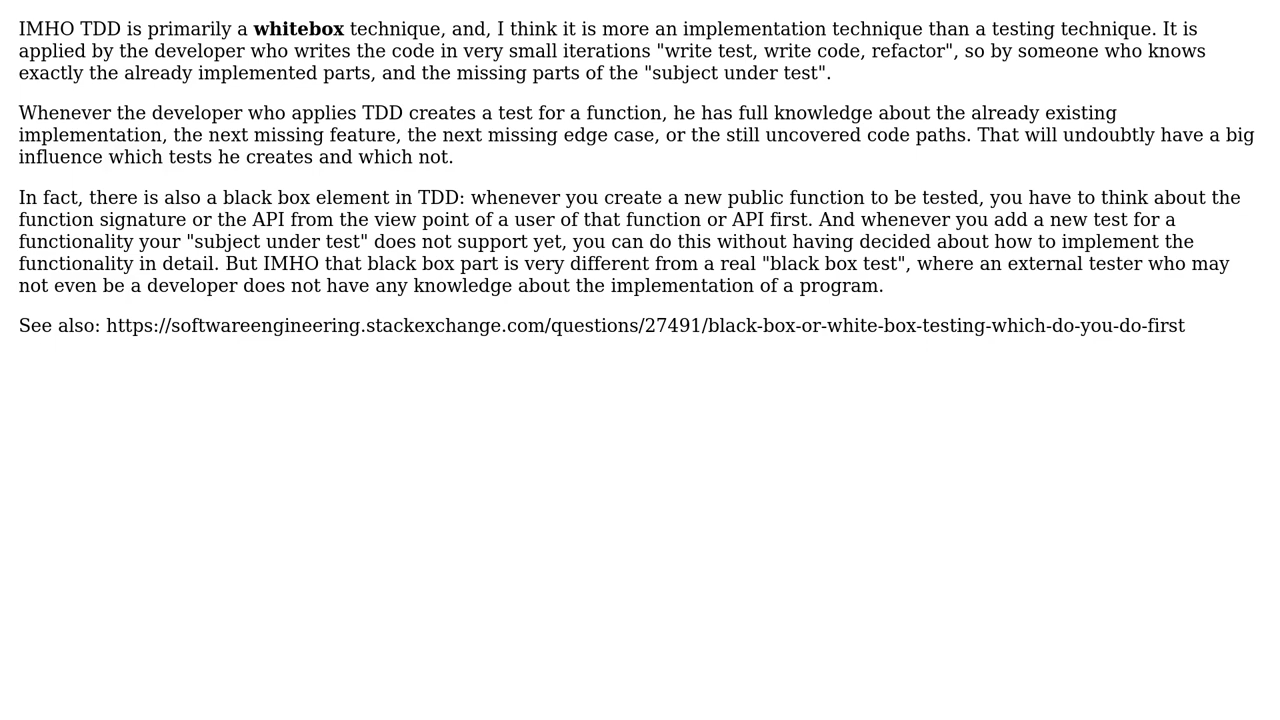 IMHO TDD is primarily a whitebox technique, and, I think it is more an implementation technique than a testing technique. It is
applied by the developer who writes the code in very small iterations "write test, write code, refactor", so by someone who knows
exactly the already implemented parts, and the missing parts of the "subject under test".
Whenever the developer who applies TDD creates a test for a function, he has full knowledge about the already existing
implementation, the next missing feature, the next missing edge case, or the still uncovered code paths. That will undoubtly have a big
influence which tests he creates and which not.
In fact, there is also a black box element in TDD: whenever you create a new public function to be tested, you have to think about the
function signature or the API from the view point of a user of that function or API first. And whenever you add a new test for a
functionality your "subject under test" does not support yet, you can do this without having decided about how to implement the
functionality in detail. But IMHO that black box part is very different from a real "black box test", where an external tester who may
not even be a developer does not have any knowledge about the implementation of a program.
See also: https://softwareengineering.stackexchange.com/questions/27491/black-box-or-white-box-testing-which-do-you-do-first